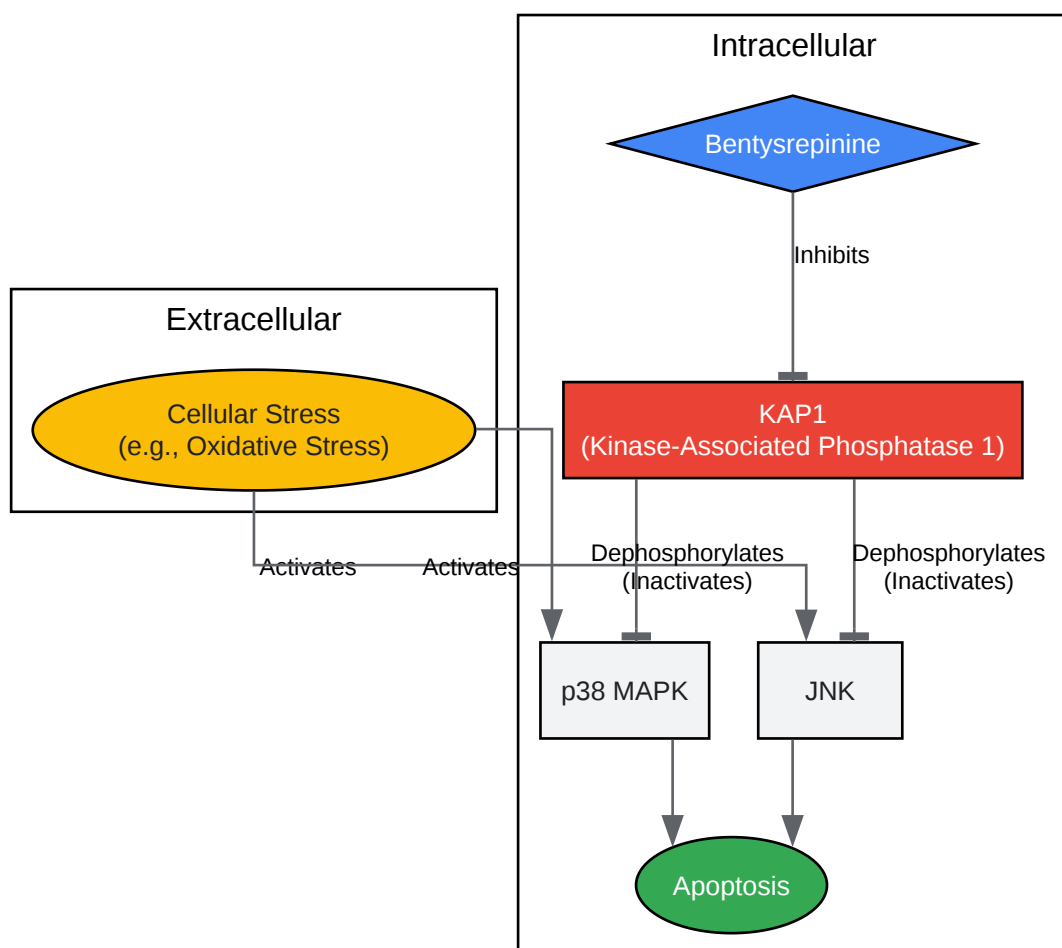 Intracellular
Bentysrepinine
Inhibits
Extracellular
Cellular Stress
(e.g., Oxidative Stress)
KAP1
(Kinase-Associated Phosphatase 1)
Activates
Activates
Dephosphorylates
(Inactivates)
Dephosphorylates
(Inactivates)
p38 MAPK
JNK
Apoptosis